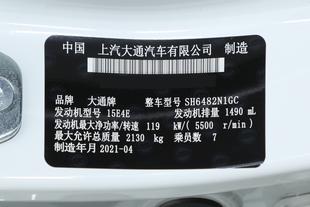 中国 上汽大通汽车有限公司 制造
品牌 大通牌 整车型号 SH6482N1GC
发动机型号 15E4E 发动机排量 1490 mL
发动机最大净功率/转速 119 kW/( 5500 r/min)
最大允许总质量 2130 kg 乘员数 7
制造年月 2021-04